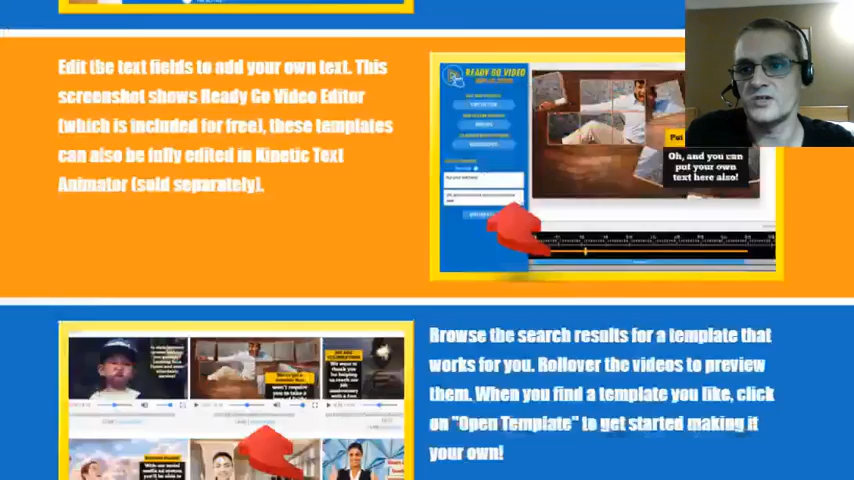 Edit the text fields to add your own text. This
screenshot shows Ready Go Video Editor
(which is included for free), these templates
can also be fully edited in Kinetic Text
Animator (sold separately).
READY GO VIDEO
Put
Oh, and you can
put your own
text here also!
Browse the search results for a template that
works for you. Rollover the videos to preview
them. When you find a template you like, click
on "Open Template" to get started making it
your own!